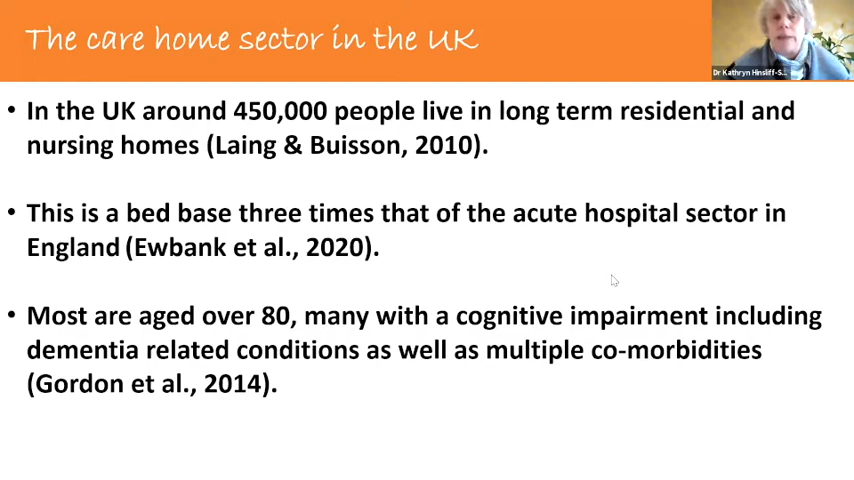 The care home sector in the UK
Dr Kathryn Hinsliff-S...
• In the UK around 450,000 people live in long term residential and
nursing homes (Laing & Buisson, 2010).
• This is a bed base three times that of the acute hospital sector in
England (Ewbank et al., 2020).
• Most are aged over 80, many with a cognitive impairment including
dementia related conditions as well as multiple co-morbidities
(Gordon et al., 2014).